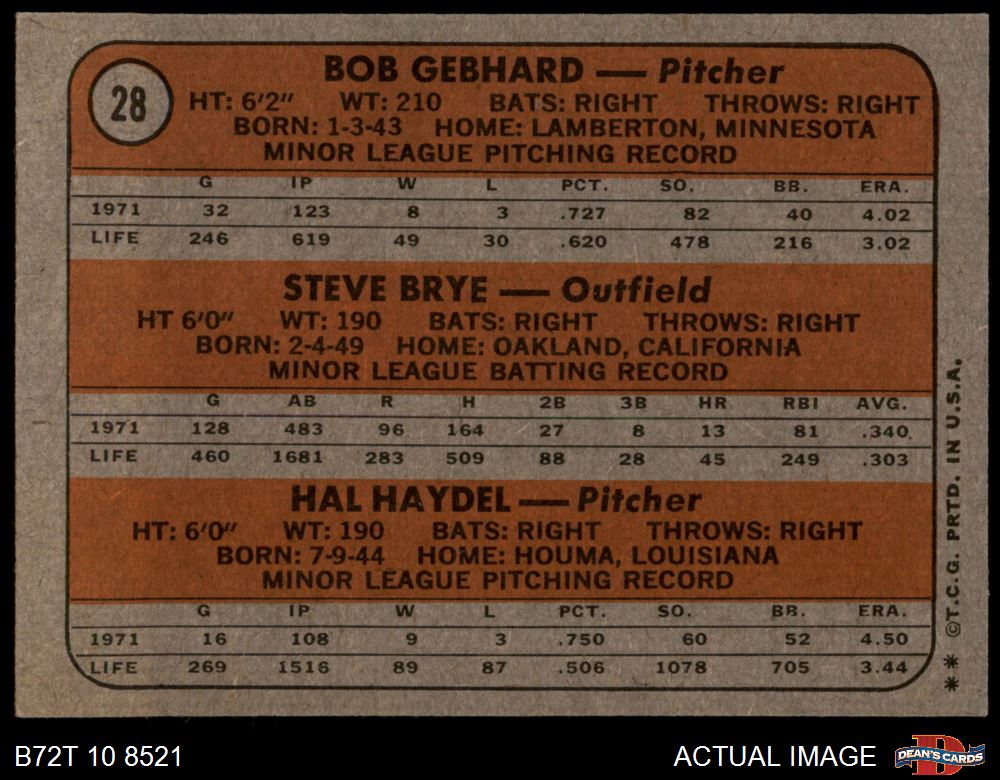 28
BOB GEBHARD — Pitcher
HT: 6'2" WT: 210 BATS: RIGHT THROWS: RIGHT
BORN: 1-3-43 HOME: LAMBERTON, MINNESOTA
MINOR LEAGUE PITCHING RECORD
G IP W L PCT. SO. BB. ERA.
1971 32 123 8 3 .727 82 40 4.02
LIFE 246 619 49 30 .620 478 216 3.02
STEVE BRYE — Outfield
HT 6'0" WT: 190 BATS: RIGHT THROWS: RIGHT
BORN: 2-4-49 HOME: OAKLAND, CALIFORNIA
MINOR LEAGUE BATTING RECORD
G AB R H 2B 3B HR RBI AVG.
1971 128 483 96 164 27 8 13 81 .340
LIFE 460 1681 283 509 88 28 45 249 .303
HAL HAYDEL — Pitcher
HT: 6'0" WT: 190 BATS: RIGHT THROWS: RIGHT
BORN: 7-9-44 HOME: HOUMA, LOUISIANA
MINOR LEAGUE PITCHING RECORD
G IP W L PCT. SO. BB. ERA.
1971 16 108 9 3 .750 60 52 4.50
LIFE 269 1516 89 87 .506 1078 705 3.44
** ©T.C.G. PRTD. IN U.S.A.
B72T 10 8521
ACTUAL IMAGE
D
DEAN'S CARDS